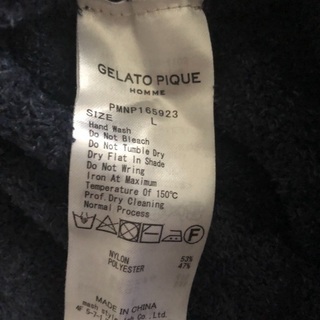 GELATO PIQUE
HOMME
PMNP165923
SIZE L
Hand Wash
Do Not Bleach
Do Not Tumble Dry
Dry Flat In Shade
Do Not Wring
Iron At Maximum
Temperature Of 150℃
Prof.Dry Cleaning
Normal Process
F
NYLON 53%
POLYESTER 47%
MADE IN CHINA
mash